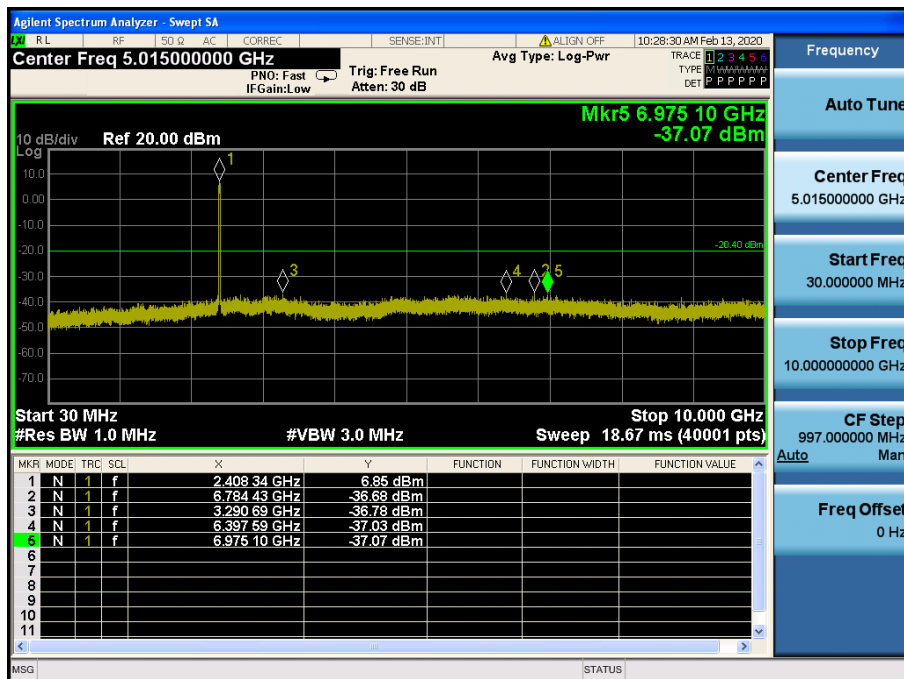 Agilent Spectrum Analyzer - Swept SA
LXI RL RF 50 Ω AC CORREC SENSE:INT ALIGN OFF 10:28:30 AM Feb 13, 2020
Center Freq 5.015000000 GHz
PNO: Fast
IFGain:Low
Trig: Free Run
Atten: 30 dB
Avg Type: Log-Pwr
TRACE 1 2 3 4 5 6
TYPE M WWWWW
DET P P P P P P
Mkr5 6.975 10 GHz
-37.07 dBm
10 dB/div Ref 20.00 dBm
Log
10.0
0.00
-10.0
-20.0
-30.0
-40.0
-50.0
-60.0
-70.0
1
3
4
2
5
-20.40 dBm
Start 30 MHz Stop 10.000 GHz
#Res BW 1.0 MHz #VBW 3.0 MHz Sweep 18.67 ms (40001 pts)
MKR MODE TRC SCL X Y FUNCTION FUNCTION WIDTH FUNCTION VALUE
1 N 1 f 2.408 34 GHz 6.85 dBm
2 N 1 f 6.784 43 GHz -36.68 dBm
3 N 1 f 3.290 69 GHz -36.78 dBm
4 N 1 f 6.397 59 GHz -37.03 dBm
5 N 1 f 6.975 10 GHz -37.07 dBm
6
7
8
9
10
11
MSG STATUS
Frequency
Auto Tune
Center Freq
5.015000000 GHz
Start Freq
30.000000 MHz
Stop Freq
10.000000000 GHz
CF Step
997.000000 MHz
Auto Man
Freq Offset
0 Hz